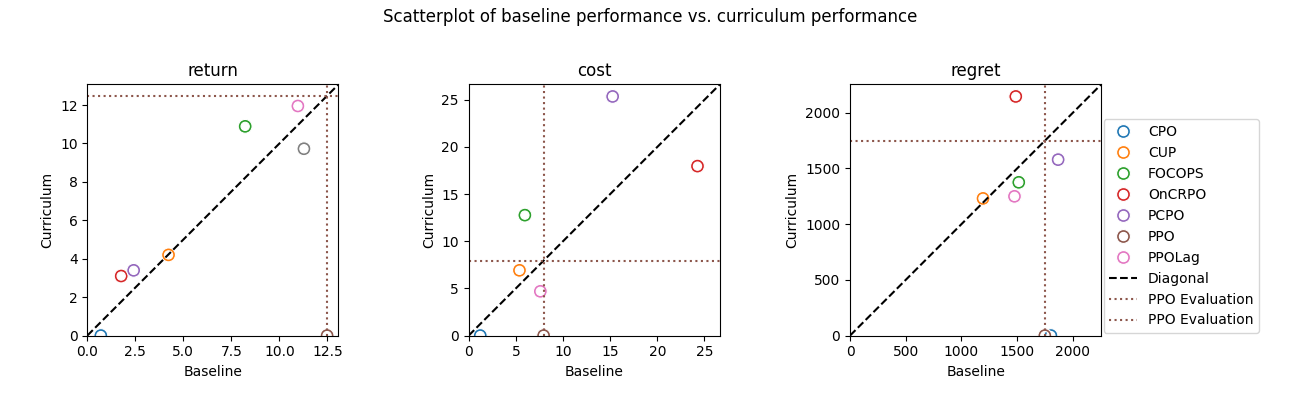 Scatterplot of baseline performance vs. curriculum performance
return
Curriculum
12
10
8
6
4
2
0
0.0 2.5 5.0 7.5 10.0 12.5
Baseline
cost
Curriculum
25
20
15
10
5
0
0 5 10 15 20 25
Baseline
regret
Curriculum
2000
1500
1000
500
0
0 500 1000 1500 2000
Baseline
CPO
CUP
FOCOPS
OnCRPO
PCPO
PPO
PPOLag
Diagonal
PPO Evaluation
PPO Evaluation